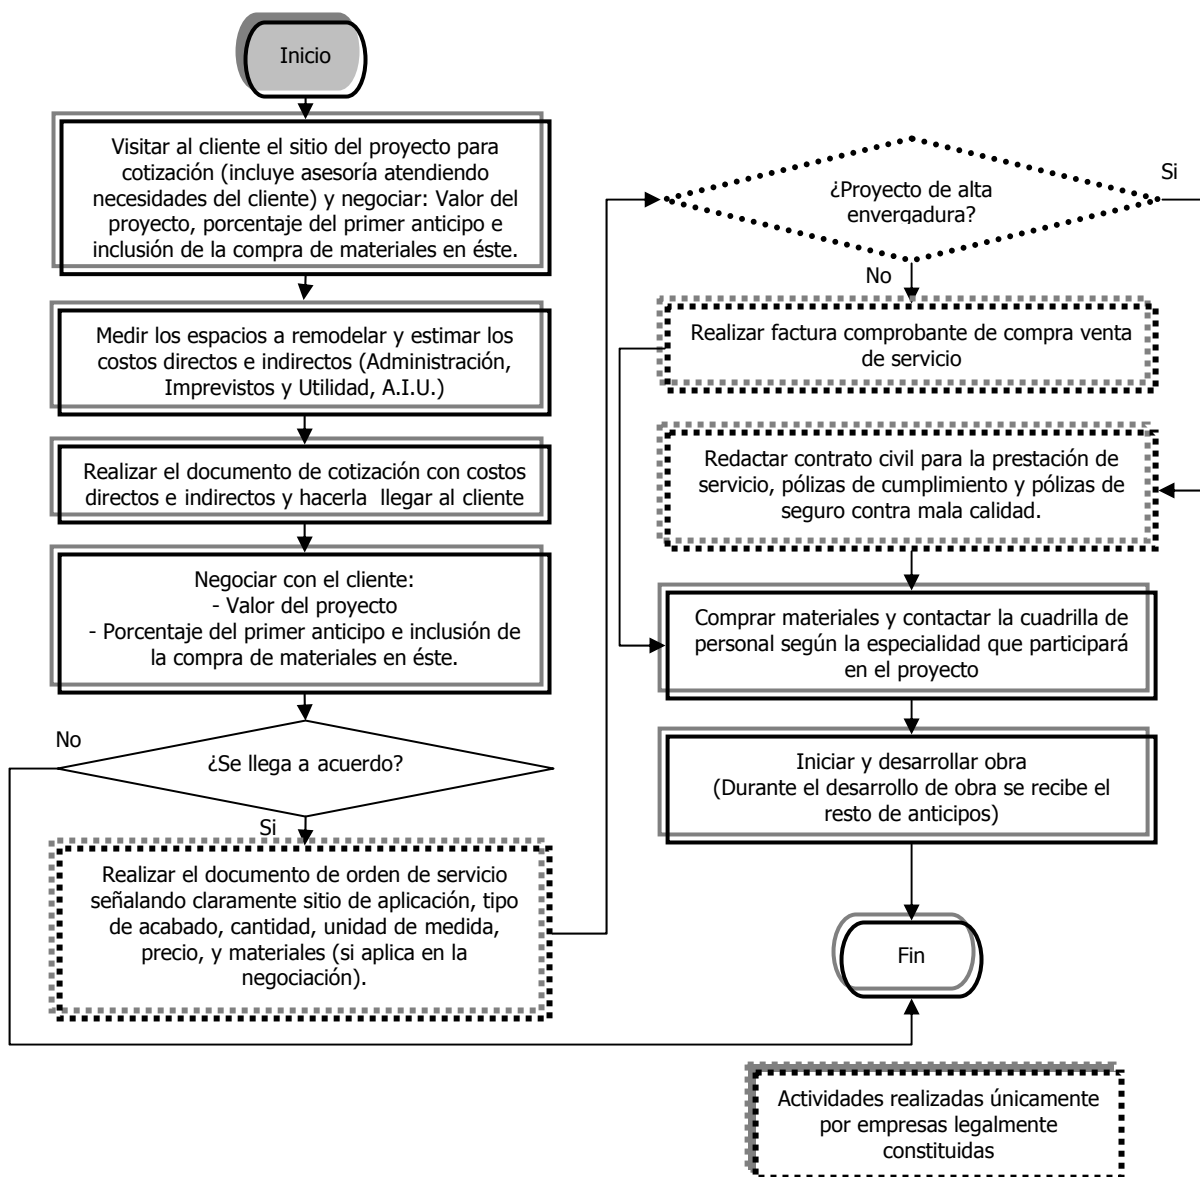 Inicio
Visitar al cliente el sitio del proyecto para
cotización (incluye asesoría atendiendo
necesidades del cliente) y negociar: Valor del
proyecto, porcentaje del primer anticipo e
inclusión de la compra de materiales en éste.
Medir los espacios a remodelar y estimar los
costos directos e indirectos (Administración,
Imprevistos y Utilidad, A.I.U.)
Realizar el documento de cotización con costos
directos e indirectos y hacerla llegar al cliente
Negociar con el cliente:
- Valor del proyecto
- Porcentaje del primer anticipo e inclusión de
la compra de materiales en éste.
No
¿Se llega a acuerdo?
Si
Realizar el documento de orden de servicio
señalando claramente sitio de aplicación, tipo
de acabado, cantidad, unidad de medida,
precio, y materiales (si aplica en la
negociación).
¿Proyecto de alta
envergadura?
Si
No
Realizar factura comprobante de compra venta
de servicio
Redactar contrato civil para la prestación de
servicio, pólizas de cumplimiento y pólizas de
seguro contra mala calidad.
Comprar materiales y contactar la cuadrilla de
personal según la especialidad que participará
en el proyecto
Iniciar y desarrollar obra
(Durante el desarrollo de obra se recibe el
resto de anticipos)
Fin
Actividades realizadas únicamente
por empresas legalmente
constituidas